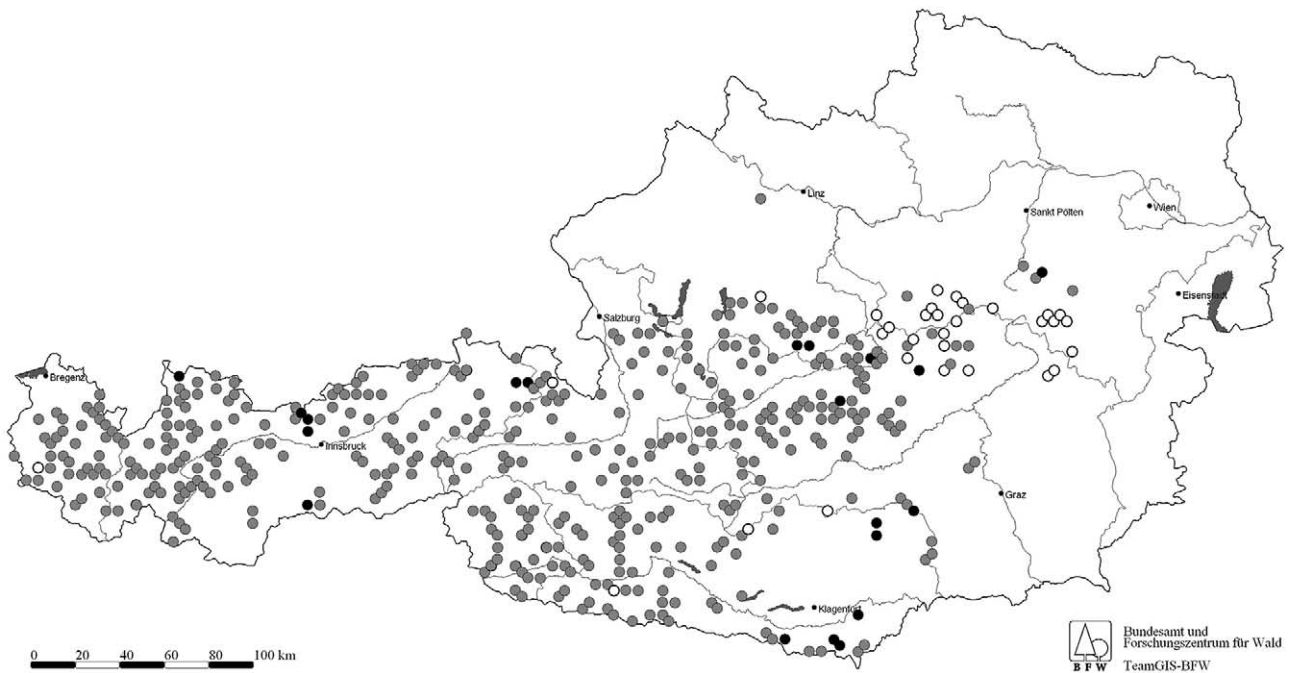 Linz
Sankt Pölten
Wien
Eisenstadt
Salzburg
Bregenz
Innsbruck
Graz
Klagenfurt
0 20 40 60 80 100 km
BFW
Bundesamt und
Forschungszentrum für Wald
TeamGIS-BFW